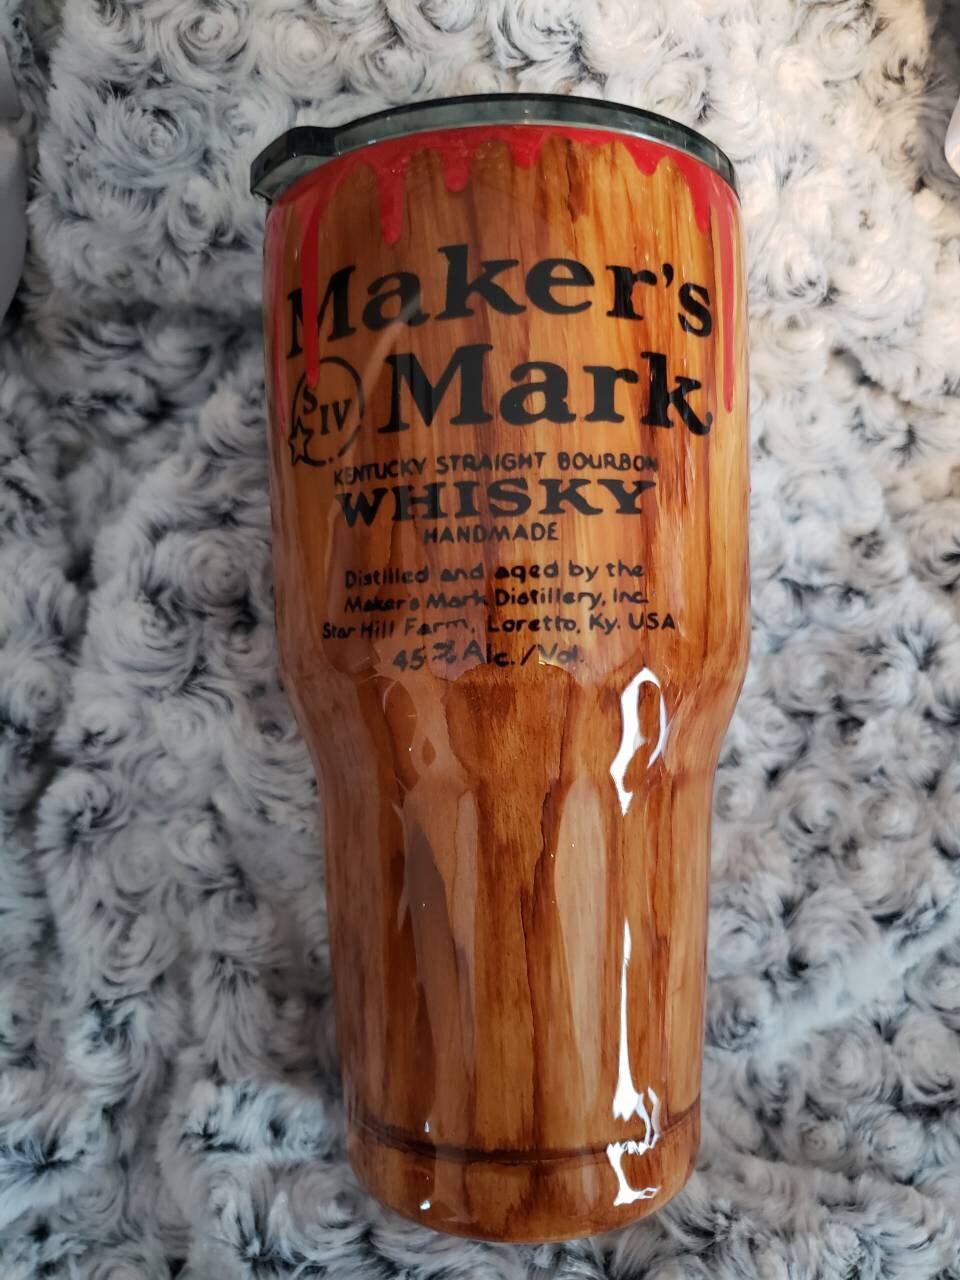 Maker's
S IV Mark
KENTUCKY STRAIGHT BOURBON
WHISKY
HANDMADE
Distilled and aged by the
Maker's Mark Distillery, Inc.
Star Hill Farm, Loretto, Ky. USA
45% Alc./Vol.